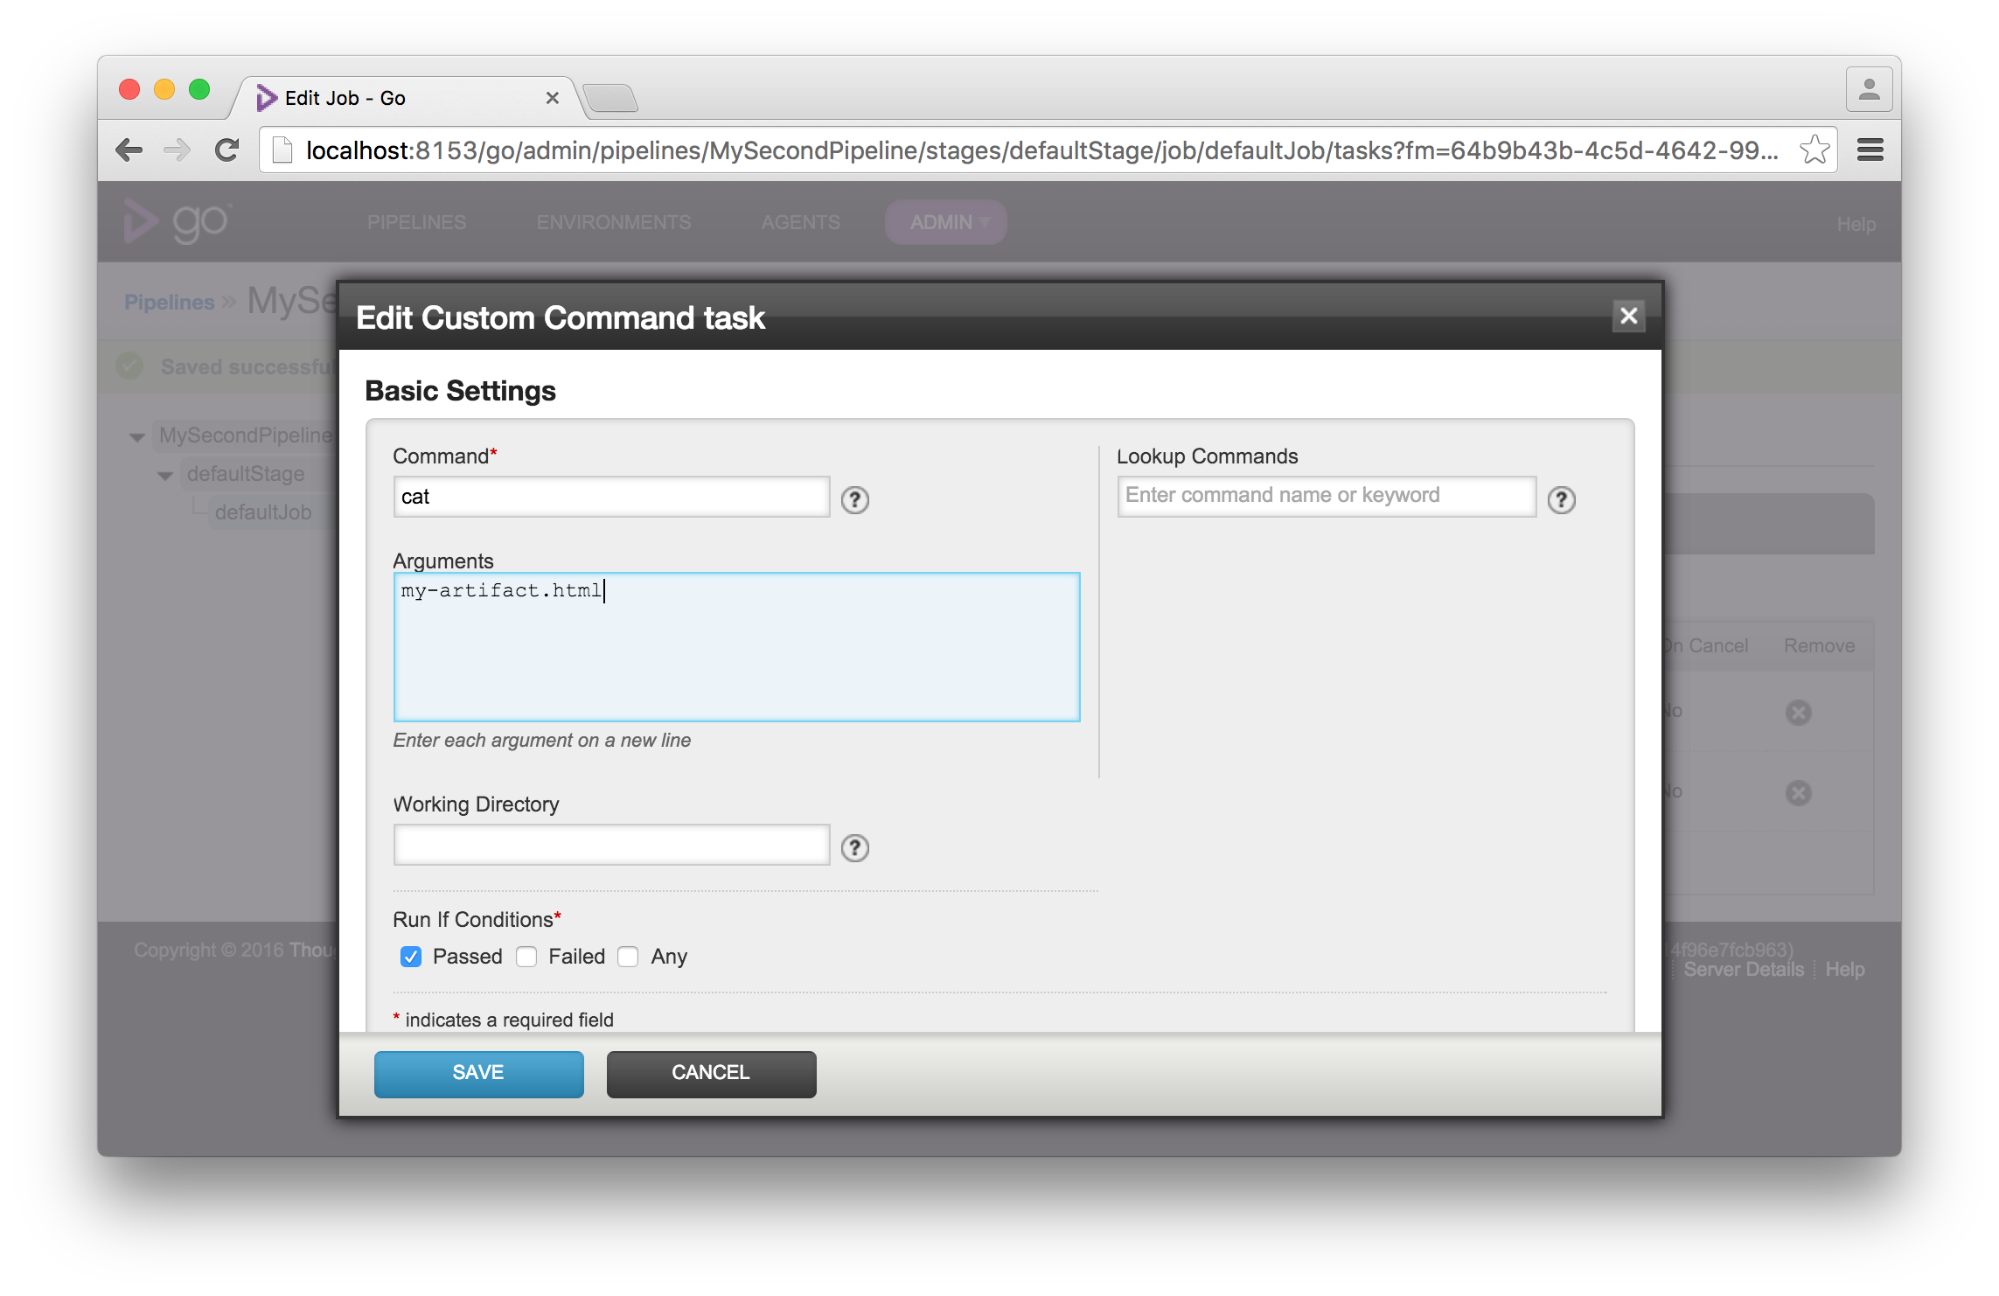 Edit Job - Go
localhost:8153/go/admin/pipelines/MySecondPipeline/stages/defaultStage/job/defaultJob/tasks?fm=64b9b43b-4c5d-4642-99...
go PIPELINES ENVIRONMENTS AGENTS ADMIN Help
Pipelines » MySe
Edit Custom Command task
Saved successfu
Basic Settings
MySecondPipeline
defaultStage
defaultJob
Command*
cat
Lookup Commands
Enter command name or keyword
Arguments
my-artifact.html
Enter each argument on a new line
On Cancel Remove
No
No
Working Directory
Run If Conditions*
Passed Failed Any
* indicates a required field
SAVE CANCEL
Copyright © 2016 Thou
14f96e7fcb963)
Server Details Help